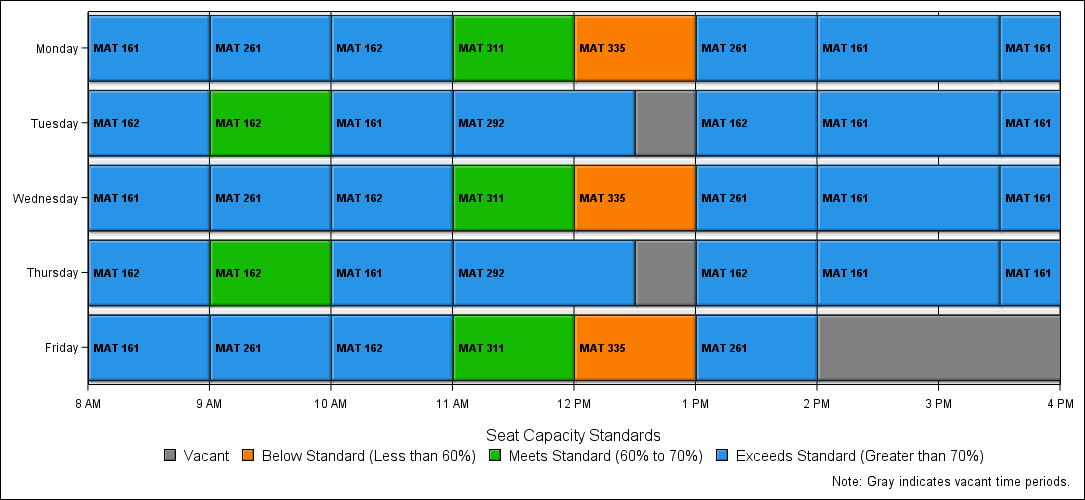 Monday MAT 161 MAT 261 MAT 162 MAT 311 MAT 335 MAT 261 MAT 161 MAT 161
Tuesday MAT 162 MAT 162 MAT 161 MAT 292 MAT 162 MAT 161 MAT 161
Wednesday MAT 161 MAT 261 MAT 162 MAT 311 MAT 335 MAT 261 MAT 161 MAT 161
Thursday MAT 162 MAT 162 MAT 161 MAT 292 MAT 162 MAT 161 MAT 161
Friday MAT 161 MAT 261 MAT 162 MAT 311 MAT 335 MAT 261
8 AM 9 AM 10 AM 11 AM 12 PM 1 PM 2 PM 3 PM 4 PM
Seat Capacity Standards
Vacant Below Standard (Less than 60%) Meets Standard (60% to 70%) Exceeds Standard (Greater than 70%)
Note: Gray indicates vacant time periods.